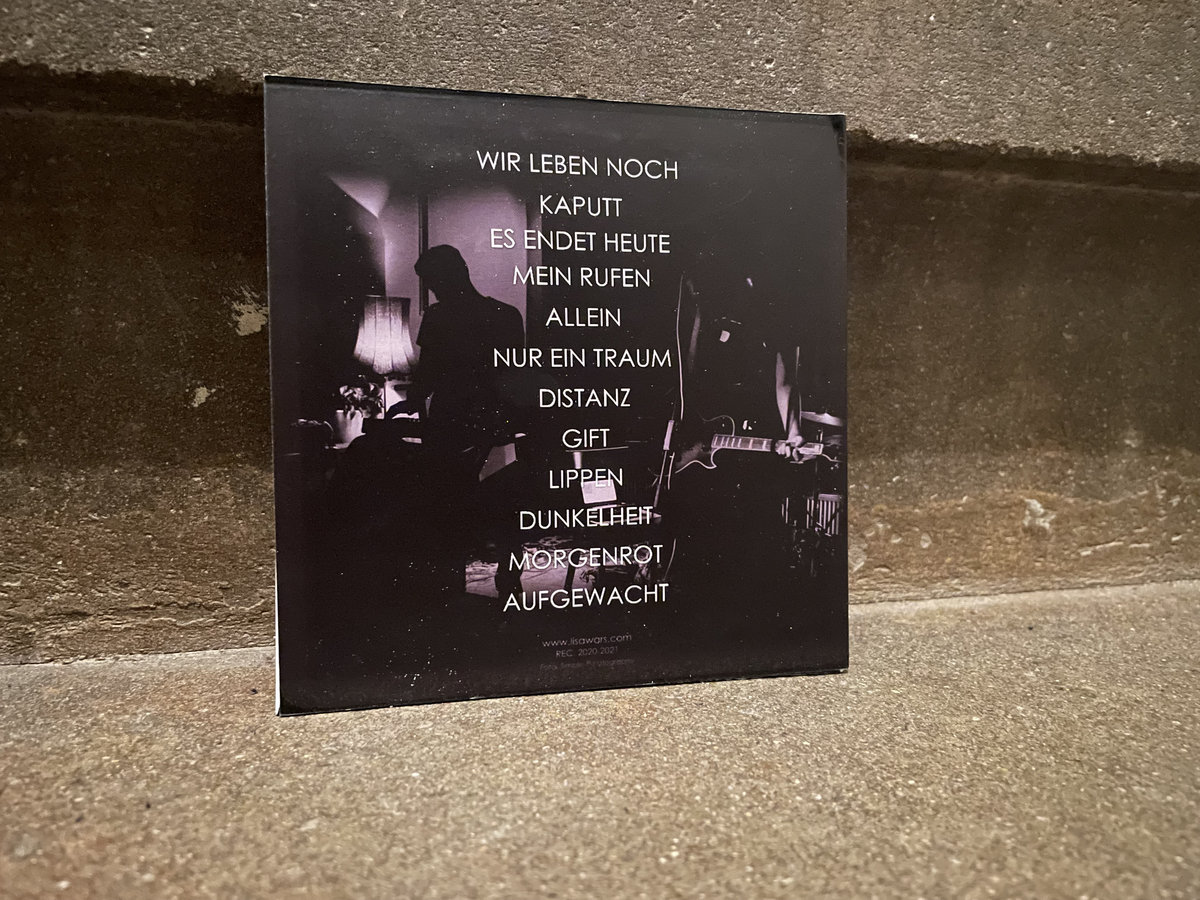 WIR LEBEN NOCH
KAPUTT
ES ENDET HEUTE
MEIN RUFEN
ALLEIN
NUR EIN TRAUM
DISTANZ
GIFT
LIPPEN
DUNKELHEIT
MORGENROT
AUFGEWACHT
www.lisawars.com
REC. 2020-2021